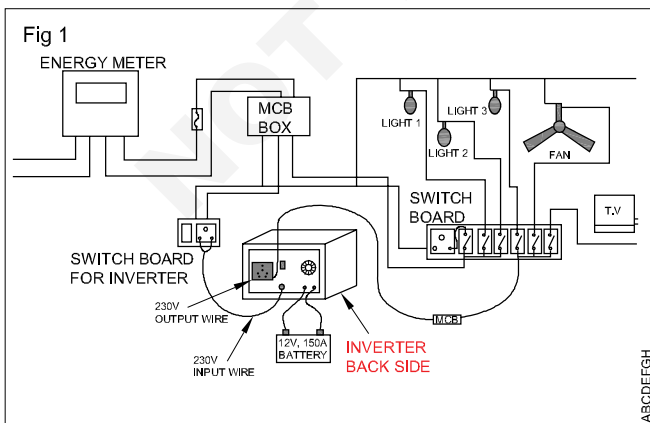 Fig 1
ENERGY METER
MCB
BOX
LIGHT 1
LIGHT 2
LIGHT 3
FAN
SWITCH
BOARD
T.V
SWITCH BOARD
FOR INVERTER
230V
OUTPUT WIRE
230V
INPUT WIRE
12V, 150A
BATTERY
INVERTER
BACK SIDE
MCB
ABCDEFGH
NOT